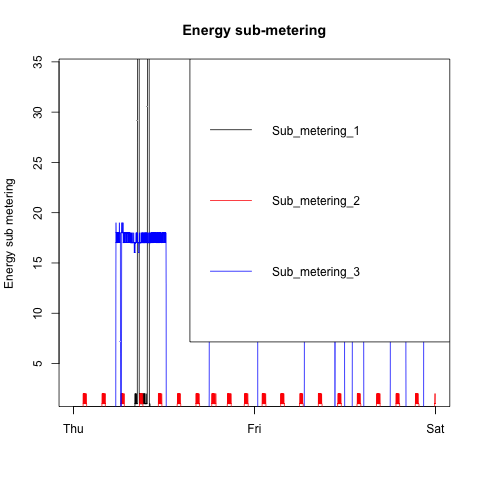 Energy sub-metering
Energy sub metering
35
30
25
20
15
10
5
Sub_metering_1
Sub_metering_2
Sub_metering_3
Thu
Fri
Sat